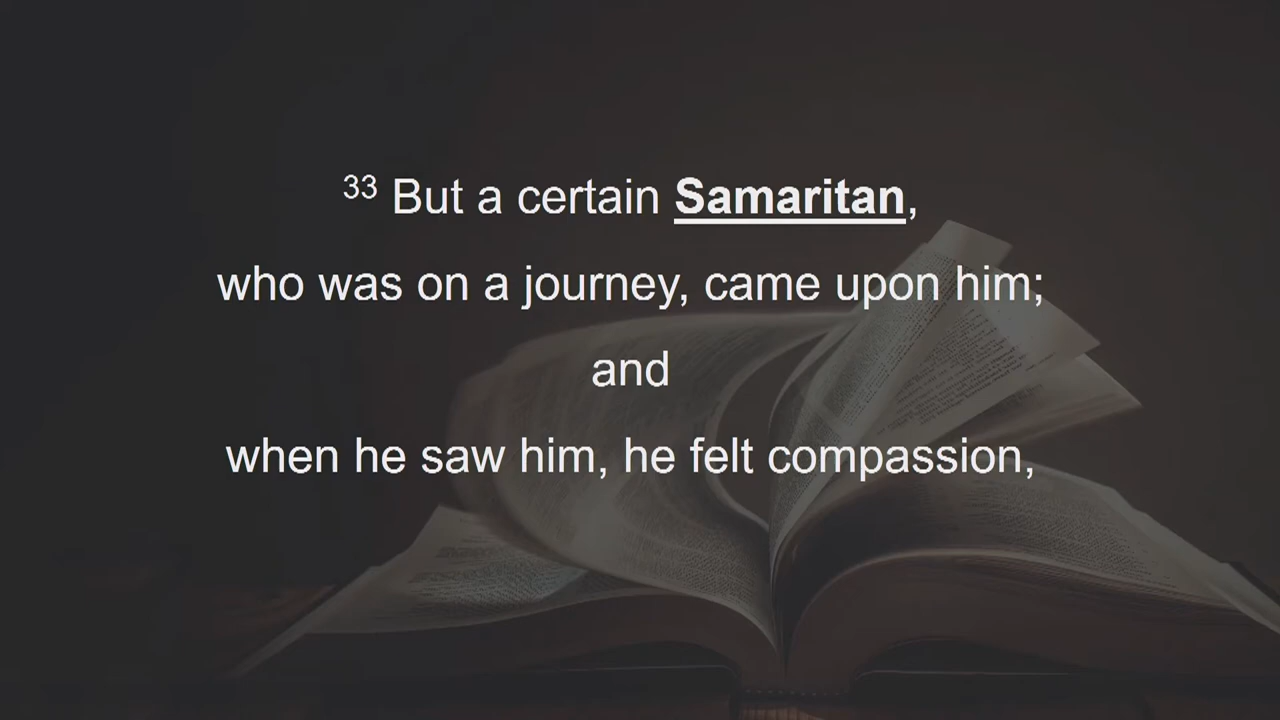 33 But a certain Samaritan,
who was on a journey, came upon him;
and
when he saw him, he felt compassion,